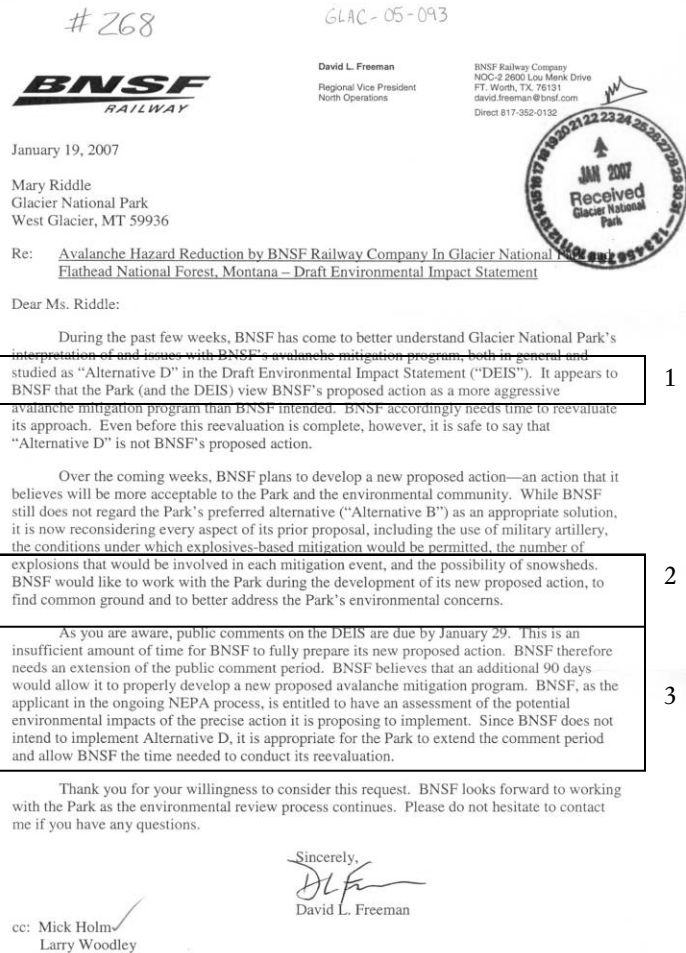 # 268
GLAC-05-093
BNSF
RAILWAY
David L. Freeman
Regional Vice President
North Operations
BNSF Railway Company
NOC-2 2600 Lou Menk Drive
FT. Worth, TX. 76131
david.freeman@bnsf.com
Direct 817-352-0132
JAN 2007
Received
Glacier National
Park
January 19, 2007
Mary Riddle
Glacier National Park
West Glacier, MT 59936
Re: Avalanche Hazard Reduction by BNSF Railway Company In Glacier National
Flathead National Forest, Montana – Draft Environmental Impact Statement
Dear Ms. Riddle:
During the past few weeks, BNSF has come to better understand Glacier National Park's
interpretation of and issues with BNSF's avalanche mitigation program, both in general and
studied as "Alternative D" in the Draft Environmental Impact Statement ("DEIS"). It appears to
BNSF that the Park (and the DEIS) view BNSF's proposed action as a more aggressive
avalanche mitigation program than BNSF intended. BNSF accordingly needs time to reevaluate
its approach. Even before this reevaluation is complete, however, it is safe to say that
"Alternative D" is not BNSF's proposed action.
1
Over the coming weeks, BNSF plans to develop a new proposed action—an action that it
believes will be more acceptable to the Park and the environmental community. While BNSF
still does not regard the Park's preferred alternative ("Alternative B") as an appropriate solution,
it is now reconsidering every aspect of its prior proposal, including the use of military artillery,
the conditions under which explosives-based mitigation would be permitted, the number of
explosions that would be involved in each mitigation event, and the possibility of snowsheds.
BNSF would like to work with the Park during the development of its new proposed action, to
find common ground and to better address the Park's environmental concerns.
2
As you are aware, public comments on the DEIS are due by January 29. This is an
insufficient amount of time for BNSF to fully prepare its new proposed action. BNSF therefore
needs an extension of the public comment period. BNSF believes that an additional 90 days
would allow it to properly develop a new proposed avalanche mitigation program. BNSF, as the
applicant in the ongoing NEPA process, is entitled to have an assessment of the potential
environmental impacts of the precise action it is proposing to implement. Since BNSF does not
intend to implement Alternative D, it is appropriate for the Park to extend the comment period
and allow BNSF the time needed to conduct its reevaluation.
3
Thank you for your willingness to consider this request. BNSF looks forward to working
with the Park as the environmental review process continues. Please do not hesitate to contact
me if you have any questions.
Sincerely,
David L. Freeman
cc: Mick Holm
Larry Woodley